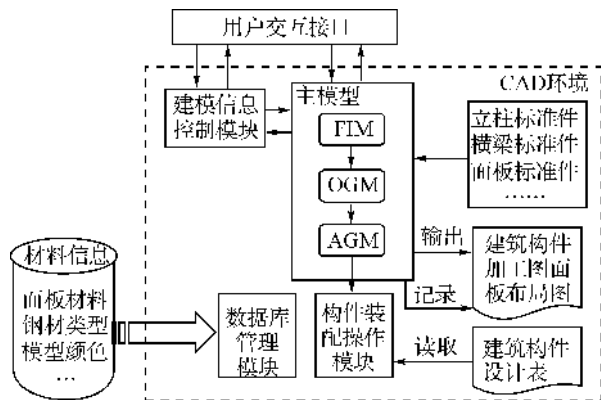 用户交互接口
CAD环境
建模信息
控制模块
主模型
FIM
OGM
AGM
立柱标准件
横梁标准件
面板标准件
……
输出
建筑构件
加工图面
板布局图
记录
材料信息
面板材料
钢材类型
模型颜色
…
数据库
管理
模块
构件装
配操作
模块
读取
建筑构件
设计表